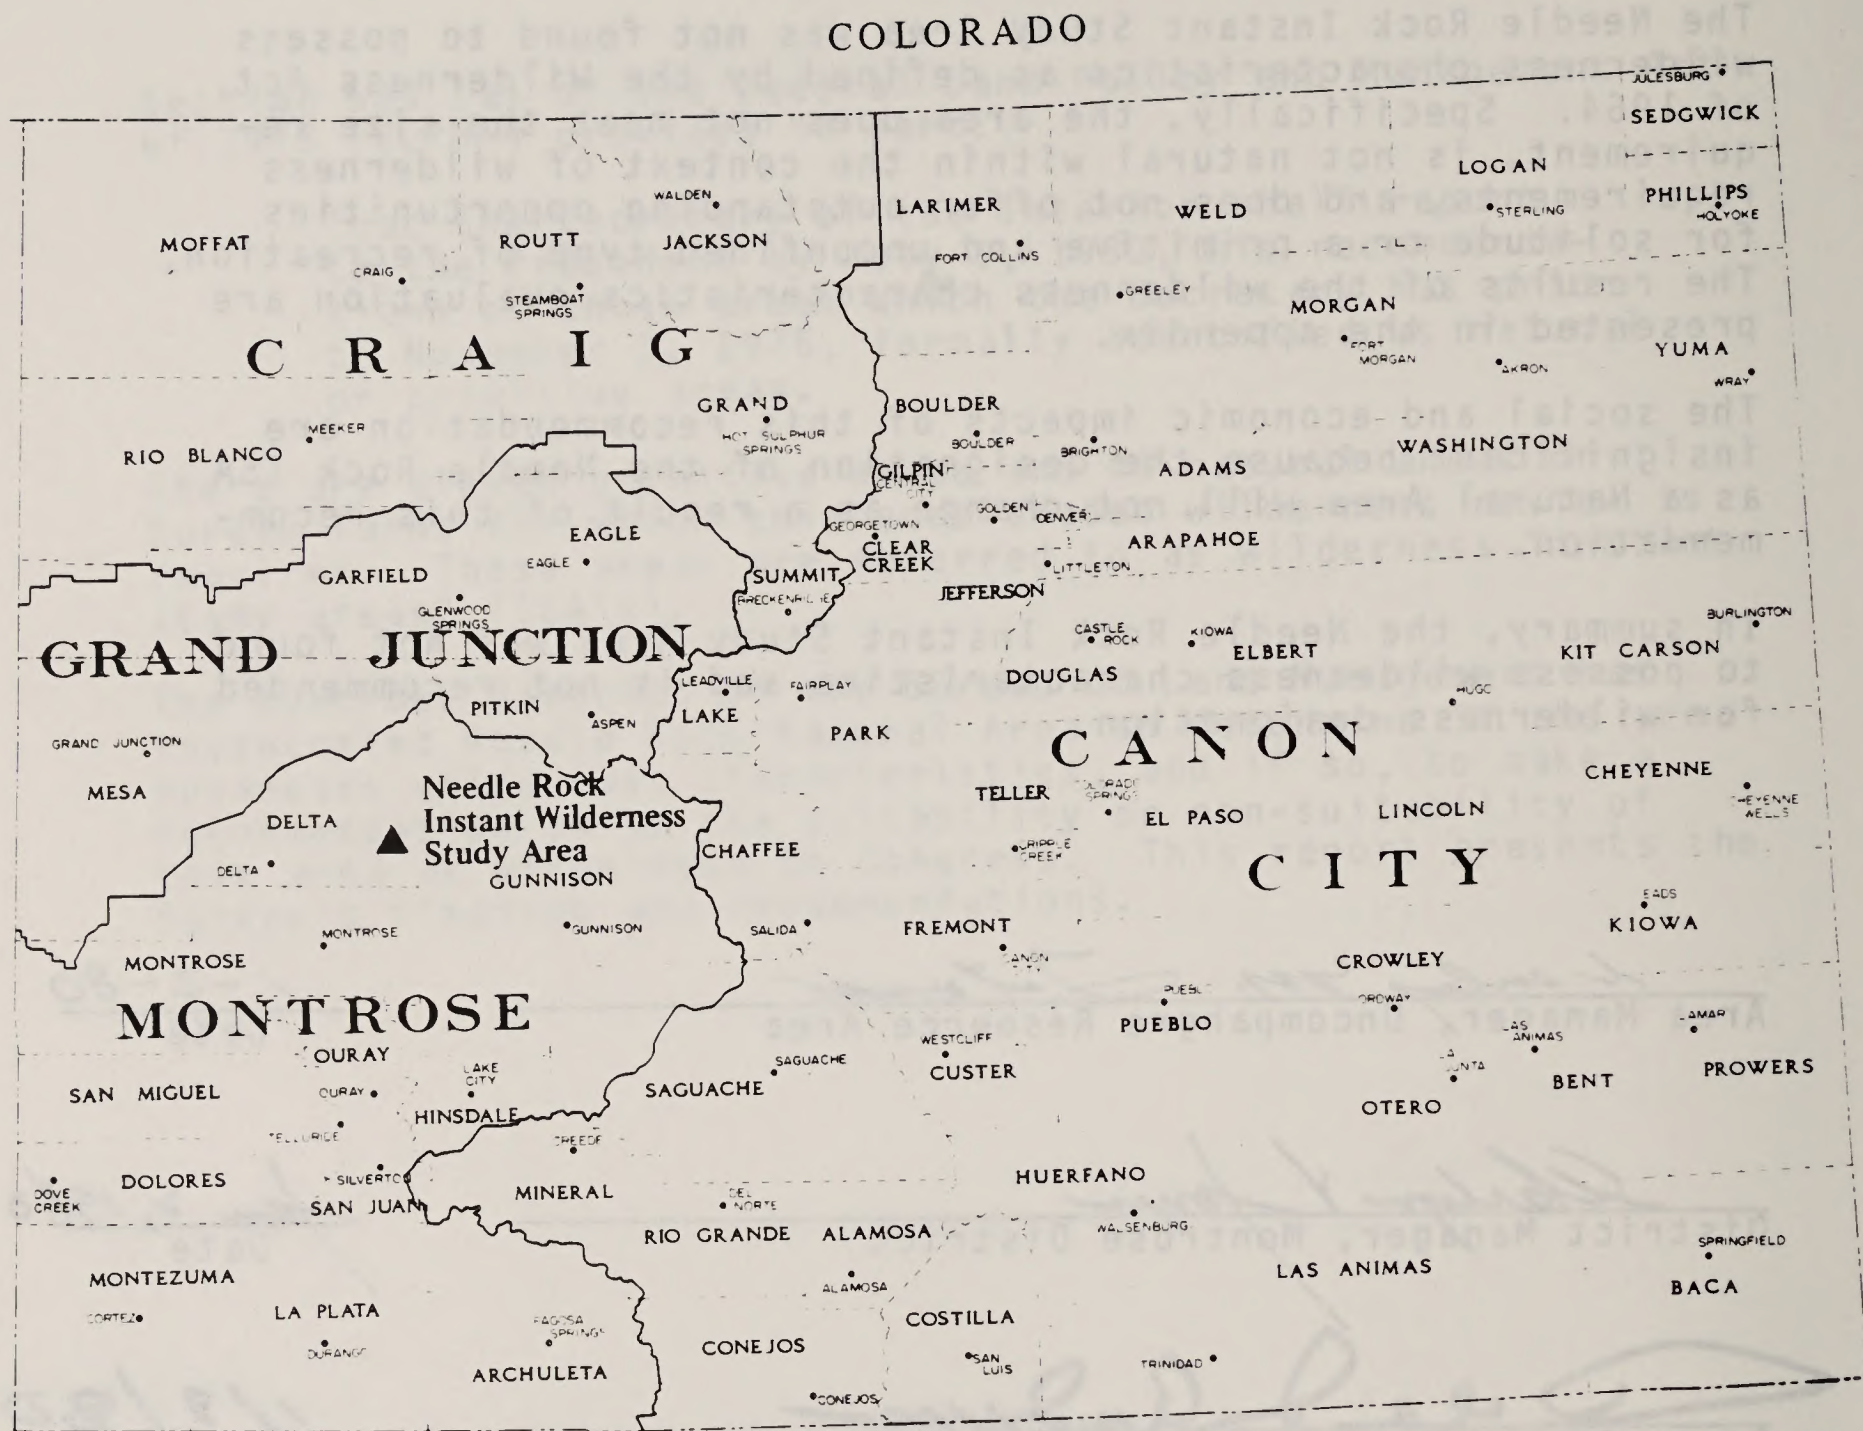 COLORADO
JULESBURG
SEDGWICK
LOGAN
PHILLIPS
HOLYOKE
STERLING
WALDEN
LARIMER
WELD
MOFFAT
ROUTT
JACKSON
FORT COLLINS
CRAIG
STEAMBOAT
SPRINGS
GREELEY
MORGAN
FORT
MORGAN
AKRON
YUMA
WRAY
C R A I G
GRAND
HOT SULPHUR
SPRINGS
BOULDER
BOULDER
BRIGHTON
WASHINGTON
RIO BLANCO
MEEKER
GILPIN
CENTRAL
CITY
ADAMS
EAGLE
EAGLE
GEORGETOWN
CLEAR
CREEK
GOLDEN
DENVER
ARAPAHOE
GARFIELD
SUMMIT
BRECKENRIDGE
JEFFERSON
LITTLETON
GLENWOOD
SPRINGS
GRAND JUNCTION
CASTLE
ROCK
KIOWA
ELBERT
BURLINGTON
KIT CARSON
DOUGLAS
HUGO
LEADVILLE
FAIRPLAY
PITKIN
ASPEN
LAKE
PARK
GRAND JUNCTION
MESA
CANON
CITY
TELLER
COLORADO
SPRINGS
EL PASO
LINCOLN
CHEYENNE
CHEYENNE
WELLS
Needle Rock
Instant Wilderness
Study Area
DELTA
DELTA
GUNNISON
CHAFFEE
CRIPPLE
CREEK
EADS
KIOWA
MONTROSE
GUNNISON
SALIDA
FREMONT
CANON
CITY
MONTROSE
CROWLEY
ORDWAY
MONTROSE
PUEBLO
PUEBLO
LAS
ANIMAS
LAMAR
OURAY
LAKE
CITY
SAGUACHE
WESTCLIFF
CUSTER
LA
JUNTA
BENT
PROWERS
SAN MIGUEL
OURAY
HINSDALE
SAGUACHE
OTERO
TELLURIDE
CREEDE
DOLORES
SILVERTO
MINERAL
HUERFANO
DOVE
CREEK
SAN JUAN
DEL
NORTE
RIO GRANDE
ALAMOSA
WALSENBURG
SPRINGFIELD
MONTEZUMA
ALAMOSA
LAS ANIMAS
BACA
CORTEZ
LA PLATA
DURANGO
PAGOSA
SPRINGS
COSTILLA
CONEJOS
ARCHULETA
SAN
LUIS
TRINIDAD
CONEJOS